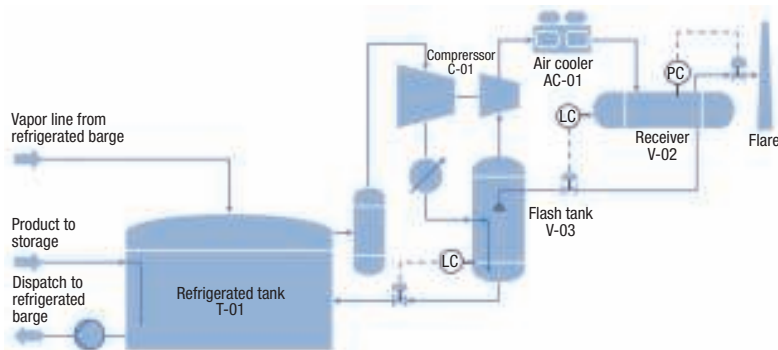 Comprerssor
C-01
Air cooler
AC-01
PC
LC
Receiver
V-02
Flare
Vapor line from
refrigerated barge
Product to
storage
Flash tank
V-03
LC
Dispatch to
refrigerated
barge
Refrigerated tank
T-01